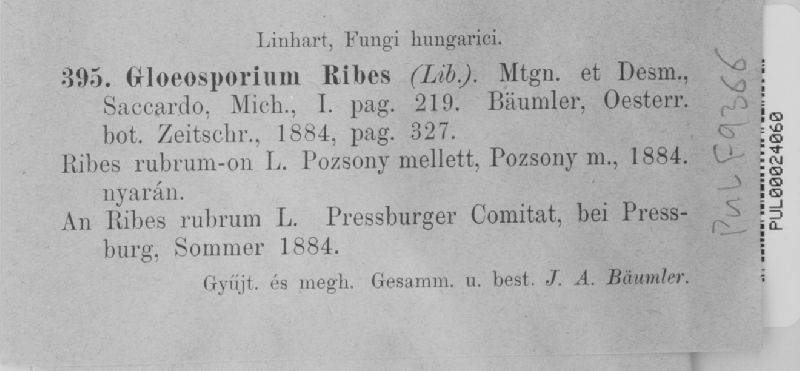 Linhart, Fungi hungarici.
395. Gloeosporium Ribes (Lib.). Mtgn. et Desm.,
Saccardo, Mich., I. pag. 219. Bäumler, Oesterr.
bot. Zeitschr., 1884, pag. 327.
Ribes rubrum-on L. Pozsony mellett, Pozsony m., 1884.
nyarán.
An Ribes rubrum L. Pressburger Comitat, bei Press-
burg, Sommer 1884.
Gyűjt. és megh. Gesamm. u. best. J. A. Bäumler.
PUL F9366
PUL00024060